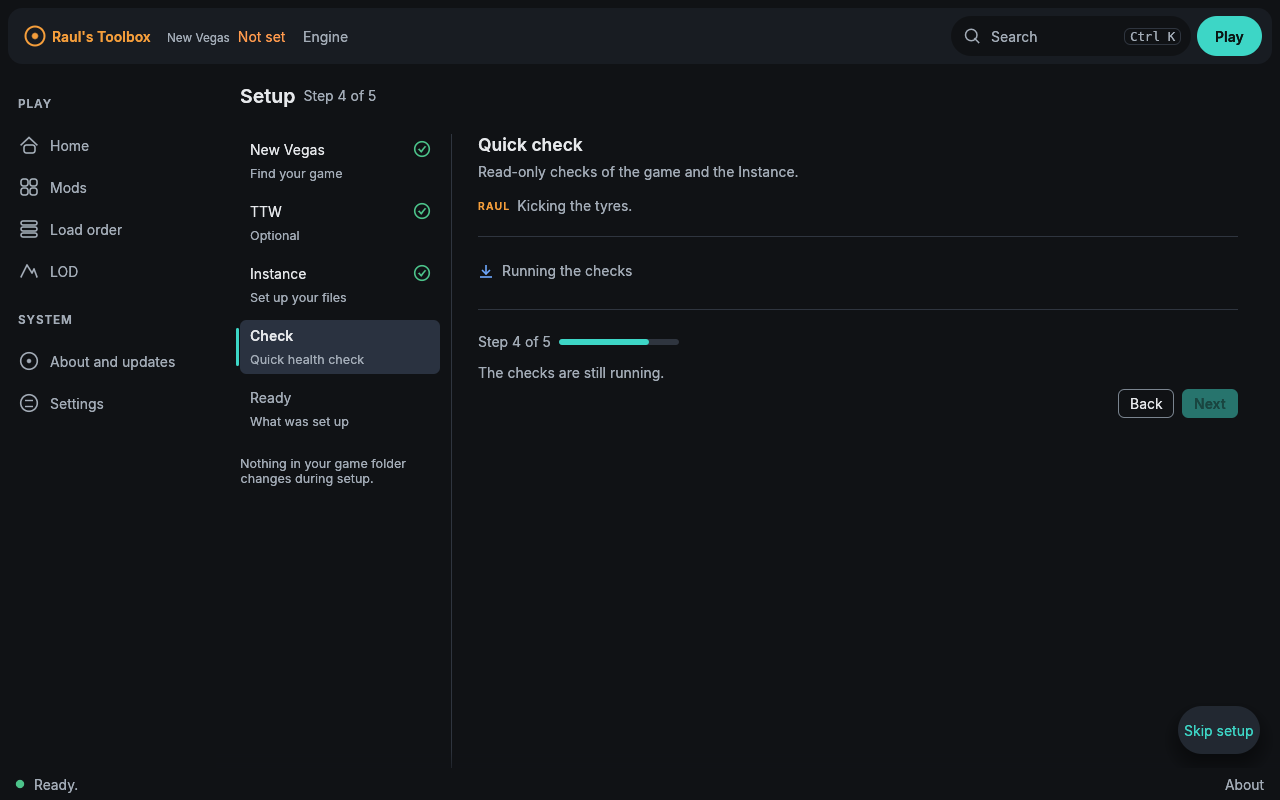 Raul's Toolbox New Vegas Not set Engine Search Ctrl K Play
PLAY
Home
Mods
Load order
LOD
SYSTEM
About and updates
Settings
Setup Step 4 of 5
New Vegas
Find your game
TTW
Optional
Instance
Set up your files
Check
Quick health check
Ready
What was set up
Nothing in your game folder
changes during setup.
Quick check
Read-only checks of the game and the Instance.
RAUL Kicking the tyres.
Running the checks
Step 4 of 5
The checks are still running.
Back Next
Skip setup
Ready. About